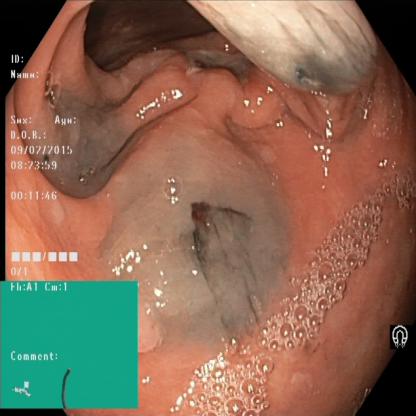 ID:
Name:
Sex: Age:
D.O.B.:
09/02/2015
08:23:59
00:11:46
■■■/■■■
0/1
Eh:A1 Cm:1
Comment: